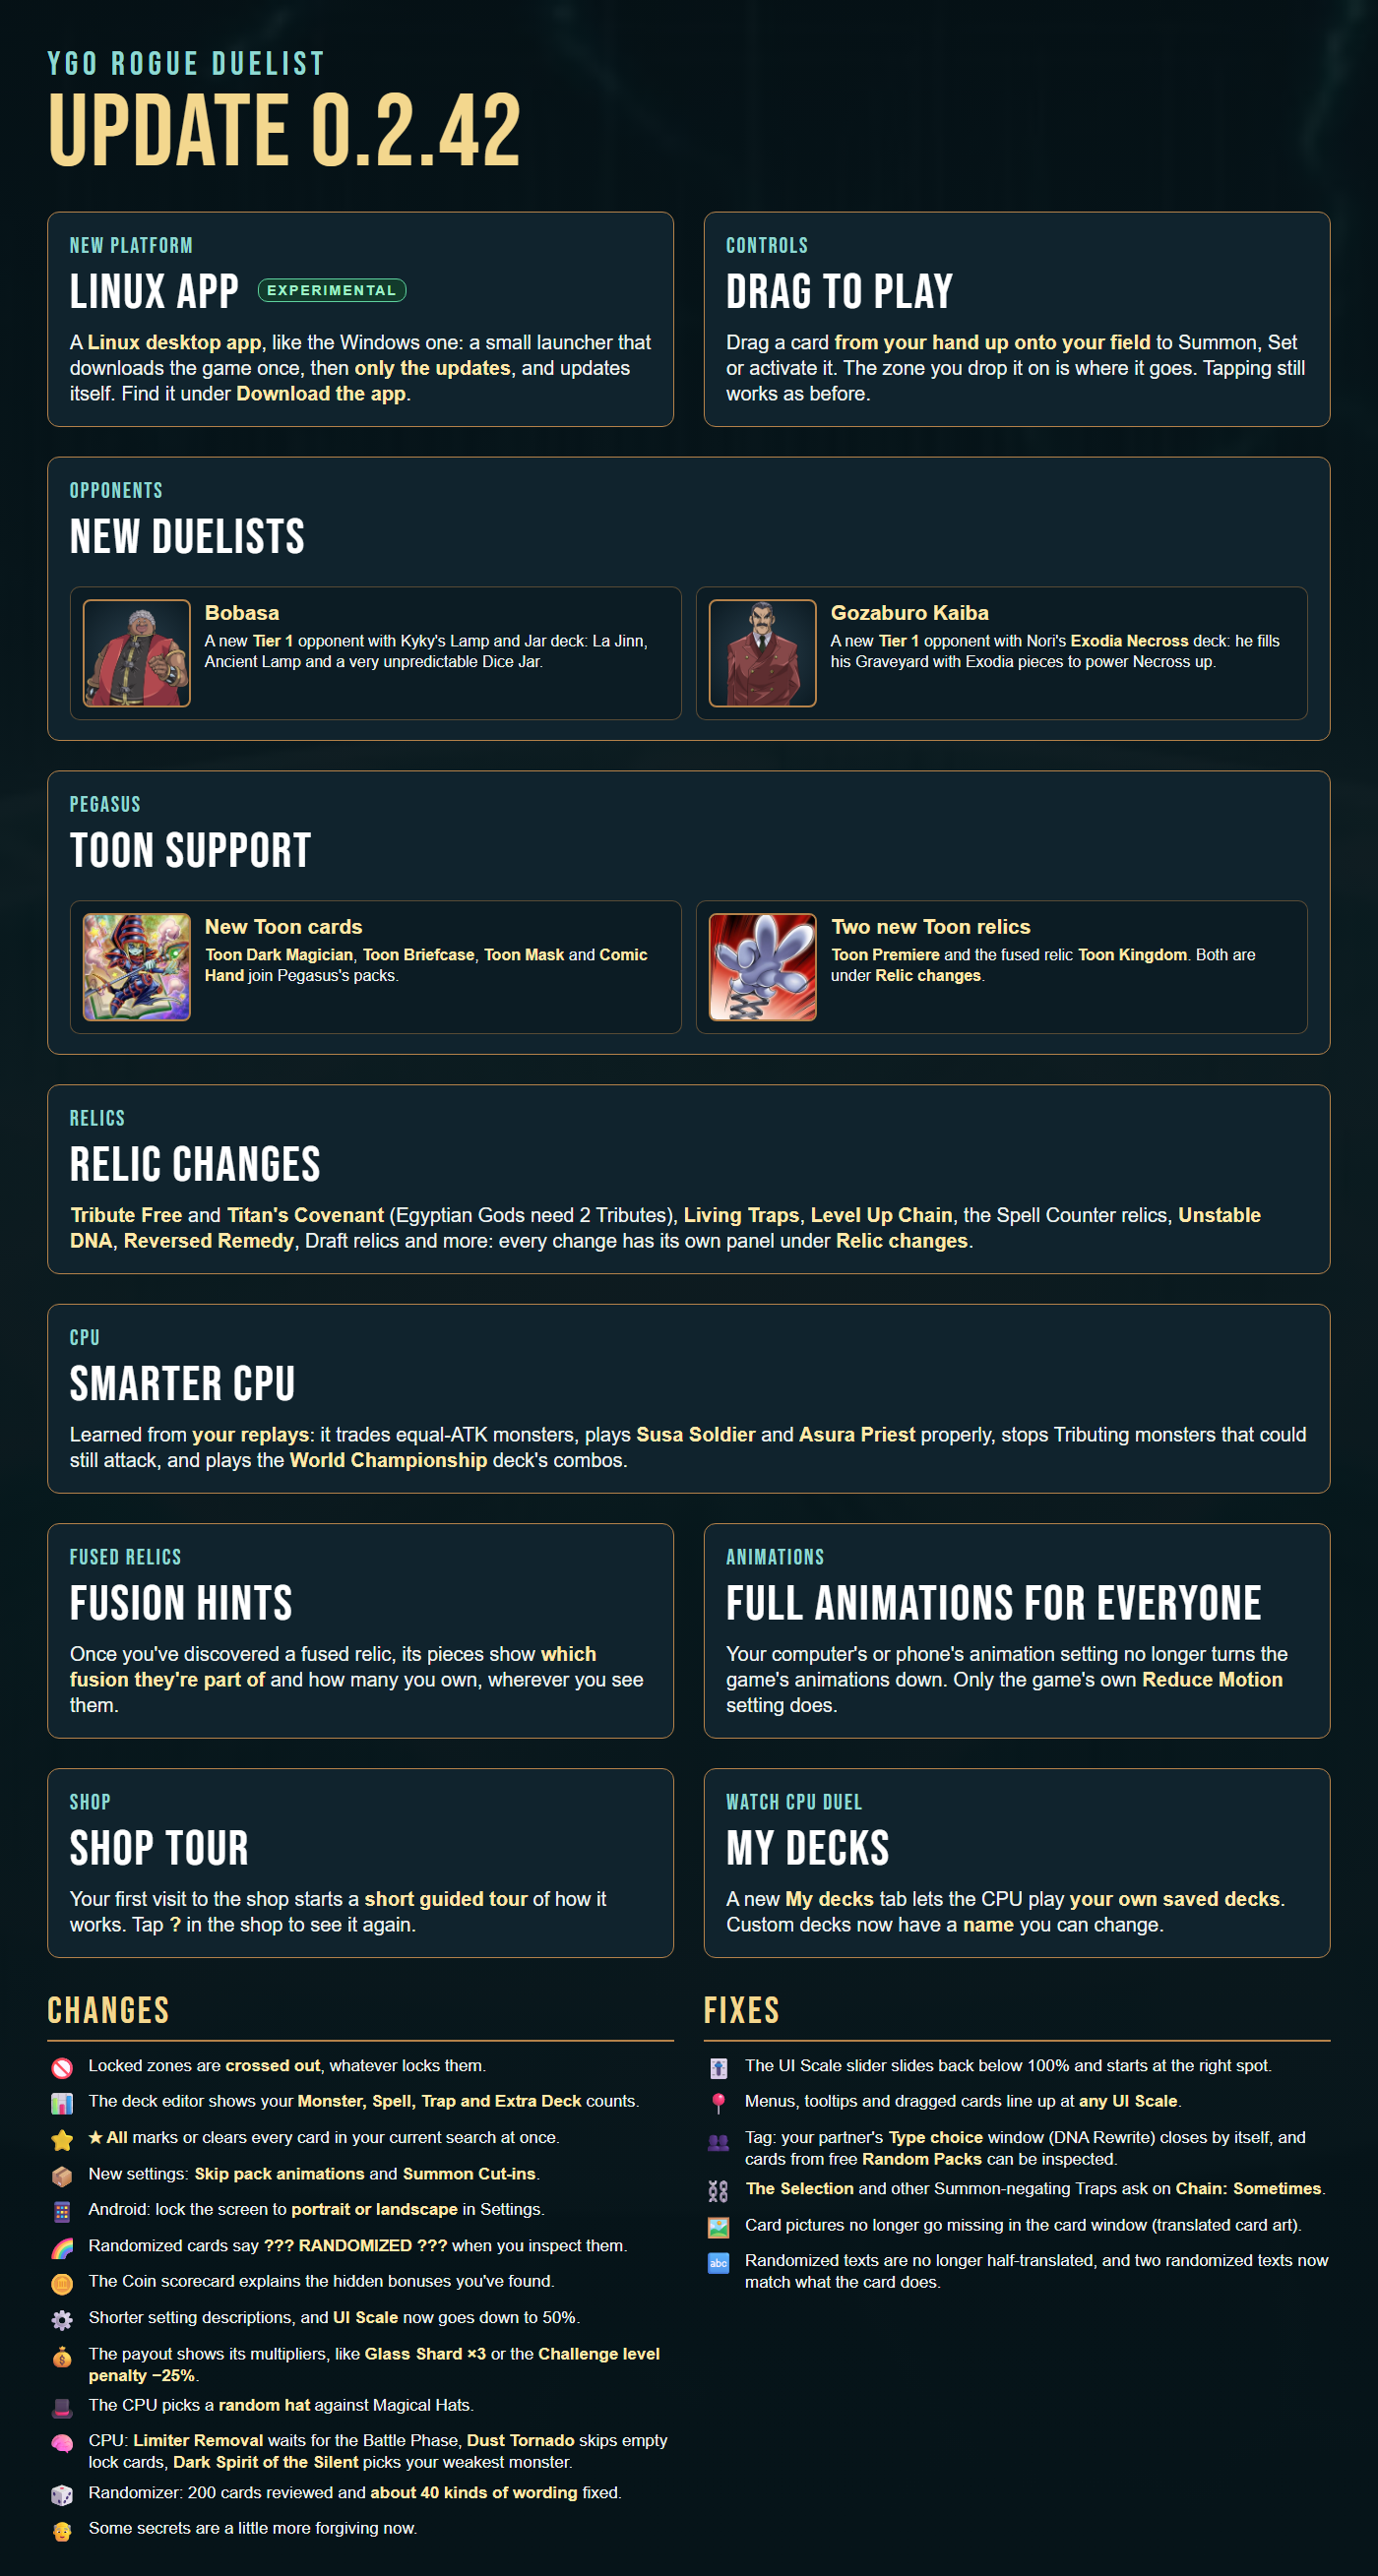 YGO ROGUE DUELIST
UPDATE 0.2.42
NEW PLATFORM
LINUX APP EXPERIMENTAL
A Linux desktop app, like the Windows one: a small launcher that
downloads the game once, then only the updates, and updates
itself. Find it under Download the app.
CONTROLS
DRAG TO PLAY
Drag a card from your hand up onto your field to Summon, Set
or activate it. The zone you drop it on is where it goes. Tapping still
works as before.
OPPONENTS
NEW DUELISTS
Bobasa
A new Tier 1 opponent with Kyky's Lamp and Jar deck: La Jinn,
Ancient Lamp and a very unpredictable Dice Jar.
Gozaburo Kaiba
A new Tier 1 opponent with Nori's Exodia Necross deck: he fills
his Graveyard with Exodia pieces to power Necross up.
PEGASUS
TOON SUPPORT
New Toon cards
Toon Dark Magician, Toon Briefcase, Toon Mask and Comic
Hand join Pegasus's packs.
Two new Toon relics
Toon Premiere and the fused relic Toon Kingdom. Both are
under Relic changes.
RELICS
RELIC CHANGES
Tribute Free and Titan's Covenant (Egyptian Gods need 2 Tributes), Living Traps, Level Up Chain, the Spell Counter relics, Unstable
DNA, Reversed Remedy, Draft relics and more: every change has its own panel under Relic changes.
CPU
SMARTER CPU
Learned from your replays: it trades equal-ATK monsters, plays Susa Soldier and Asura Priest properly, stops Tributing monsters that could
still attack, and plays the World Championship deck's combos.
FUSED RELICS
FUSION HINTS
Once you've discovered a fused relic, its pieces show which
fusion they're part of and how many you own, wherever you see
them.
ANIMATIONS
FULL ANIMATIONS FOR EVERYONE
Your computer's or phone's animation setting no longer turns the
game's animations down. Only the game's own Reduce Motion
setting does.
SHOP
SHOP TOUR
Your first visit to the shop starts a short guided tour of how it
works. Tap ? in the shop to see it again.
WATCH CPU DUEL
MY DECKS
A new My decks tab lets the CPU play your own saved decks.
Custom decks now have a name you can change.
CHANGES
Locked zones are crossed out, whatever locks them.
The deck editor shows your Monster, Spell, Trap and Extra Deck counts.
★ All marks or clears every card in your current search at once.
New settings: Skip pack animations and Summon Cut-ins.
Android: lock the screen to portrait or landscape in Settings.
Randomized cards say ??? RANDOMIZED ??? when you inspect them.
The Coin scorecard explains the hidden bonuses you've found.
Shorter setting descriptions, and UI Scale now goes down to 50%.
The payout shows its multipliers, like Glass Shard ×3 or the Challenge level
penalty −25%.
The CPU picks a random hat against Magical Hats.
CPU: Limiter Removal waits for the Battle Phase, Dust Tornado skips empty
lock cards, Dark Spirit of the Silent picks your weakest monster.
Randomizer: 200 cards reviewed and about 40 kinds of wording fixed.
Some secrets are a little more forgiving now.
FIXES
The UI Scale slider slides back below 100% and starts at the right spot.
Menus, tooltips and dragged cards line up at any UI Scale.
Tag: your partner's Type choice window (DNA Rewrite) closes by itself, and
cards from free Random Packs can be inspected.
The Selection and other Summon-negating Traps ask on Chain: Sometimes.
Card pictures no longer go missing in the card window (translated card art).
abc
Randomized texts are no longer half-translated, and two randomized texts now
match what the card does.